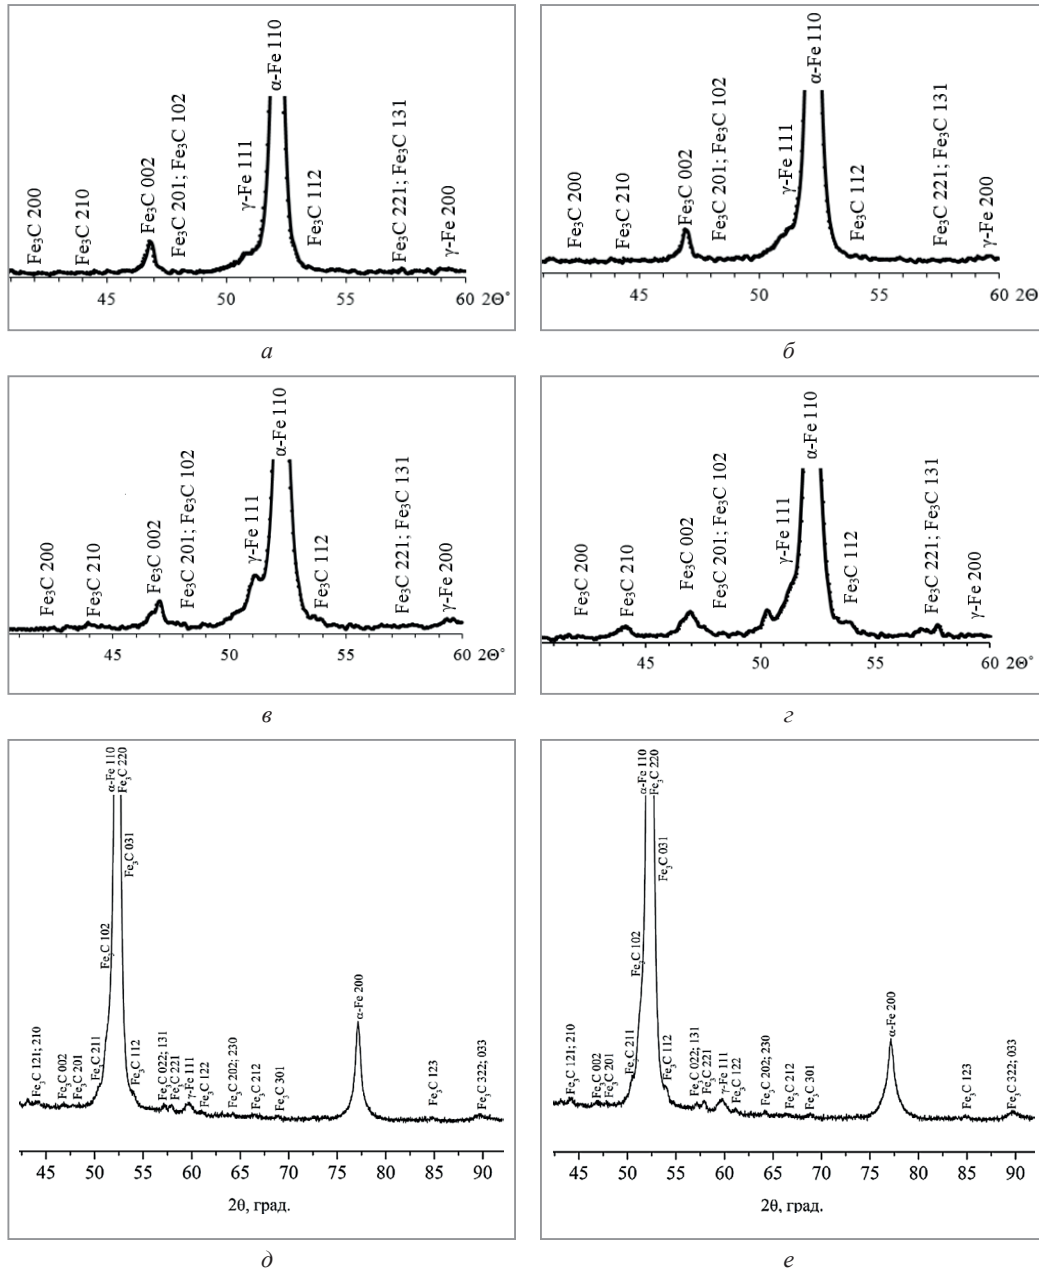 Fe₃C 200
Fe₃C 210
Fe₃C 002
Fe₃C 201; Fe₃C 102
γ-Fe 111
α-Fe 110
Fe₃C 112
Fe₃C 221; Fe₃C 131
γ-Fe 200
45 50 55 60 2Θ°
а
Fe₃C 200
Fe₃C 210
Fe₃C 002
Fe₃C 201; Fe₃C 102
γ-Fe 111
α-Fe 110
Fe₃C 112
Fe₃C 221; Fe₃C 131
γ-Fe 200
45 50 55 60 2Θ
б
Fe₃C 200
Fe₃C 210
Fe₃C 002
Fe₃C 201; Fe₃C 102
γ-Fe 111
α-Fe 110
Fe₃C 112
Fe₃C 221; Fe₃C 131
γ-Fe 200
45 50 55 60 2Θ°
в
Fe₃C 200
Fe₃C 210
Fe₃C 002
Fe₃C 201; Fe₃C 102
γ-Fe 111
α-Fe 110
Fe₃C 112
Fe₃C 221; Fe₃C 131
γ-Fe 200
45 50 55 60 2Θ°
г
Fe₃C 121; 210
Fe₃C 002
Fe₃C 201
Fe₃C 211
Fe₃C 102
α-Fe 110
Fe₃C 220
Fe₃C 031
Fe₃C 112
Fe₃C 022; 131
Fe₃C 221
γ-Fe 111
Fe₃C 122
Fe₃C 202; 230
Fe₃C 212
Fe₃C 301
α-Fe 200
Fe₃C 123
Fe₃C 322; 033
45 50 55 60 65 70 75 80 85 90
2θ, град.
д
Fe₃C 121; 210
Fe₃C 002
Fe₃C 201
Fe₃C 211
Fe₃C 102
α-Fe 110
Fe₃C 220
Fe₃C 031
Fe₃C 112
Fe₃C 022; 131
Fe₃C 221
γ-Fe 111
Fe₃C 122
Fe₃C 202; 230
Fe₃C 212
Fe₃C 301
α-Fe 200
Fe₃C 123
Fe₃C 322; 033
45 50 55 60 65 70 75 80 85 90
2θ, град.
е